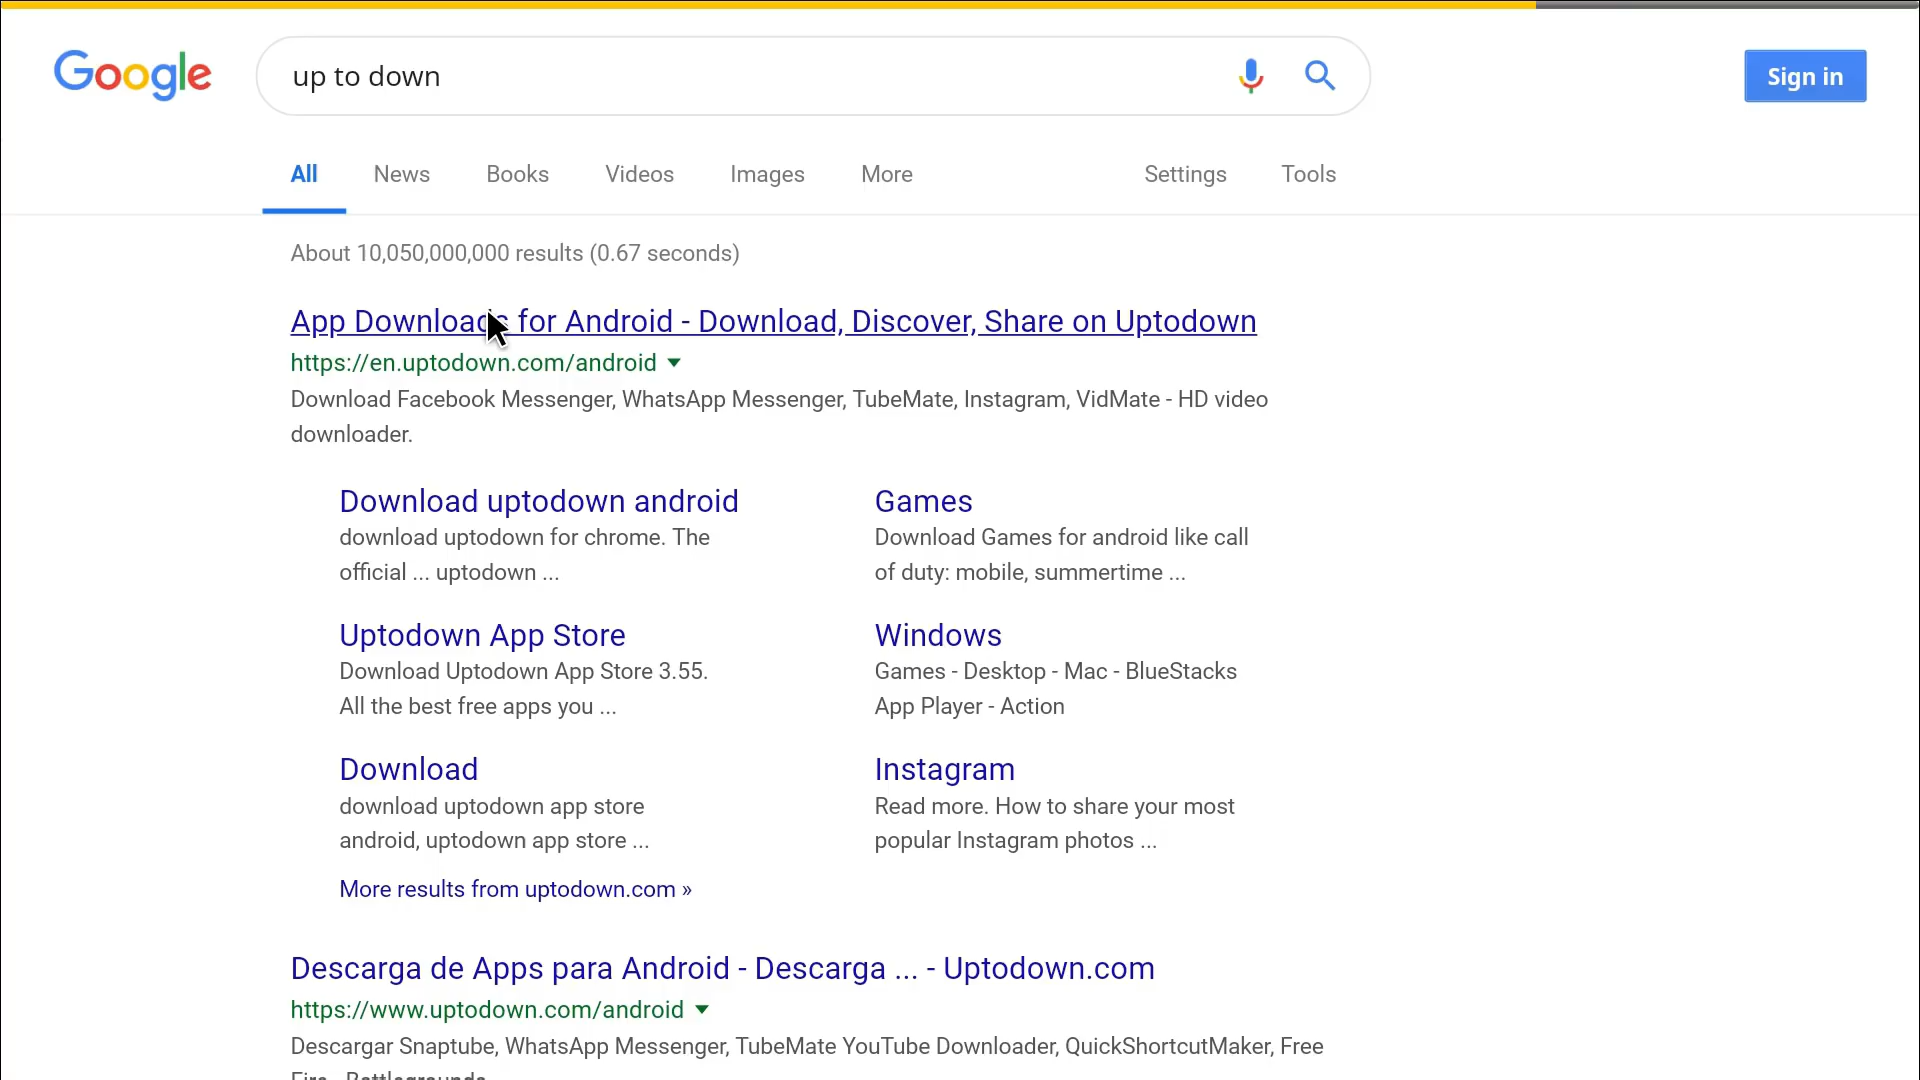 Google
up to down
Sign in
All News Books Videos Images More Settings Tools
About 10,050,000,000 results (0.67 seconds)
App Downloads for Android - Download, Discover, Share on Uptodown
https://en.uptodown.com/android
Download Facebook Messenger, WhatsApp Messenger, TubeMate, Instagram, VidMate - HD video
downloader.
Download uptodown android
download uptodown for chrome. The
official ... uptodown ...
Games
Download Games for android like call
of duty: mobile, summertime ...
Uptodown App Store
Download Uptodown App Store 3.55.
All the best free apps you ...
Windows
Games - Desktop - Mac - BlueStacks
App Player - Action
Download
download uptodown app store
android, uptodown app store ...
Instagram
Read more. How to share your most
popular Instagram photos ...
More results from uptodown.com »
Descarga de Apps para Android - Descarga ... - Uptodown.com
https://www.uptodown.com/android
Descargar Snaptube, WhatsApp Messenger, TubeMate YouTube Downloader, QuickShortcutMaker, Free
Fire - Battlegrounds.